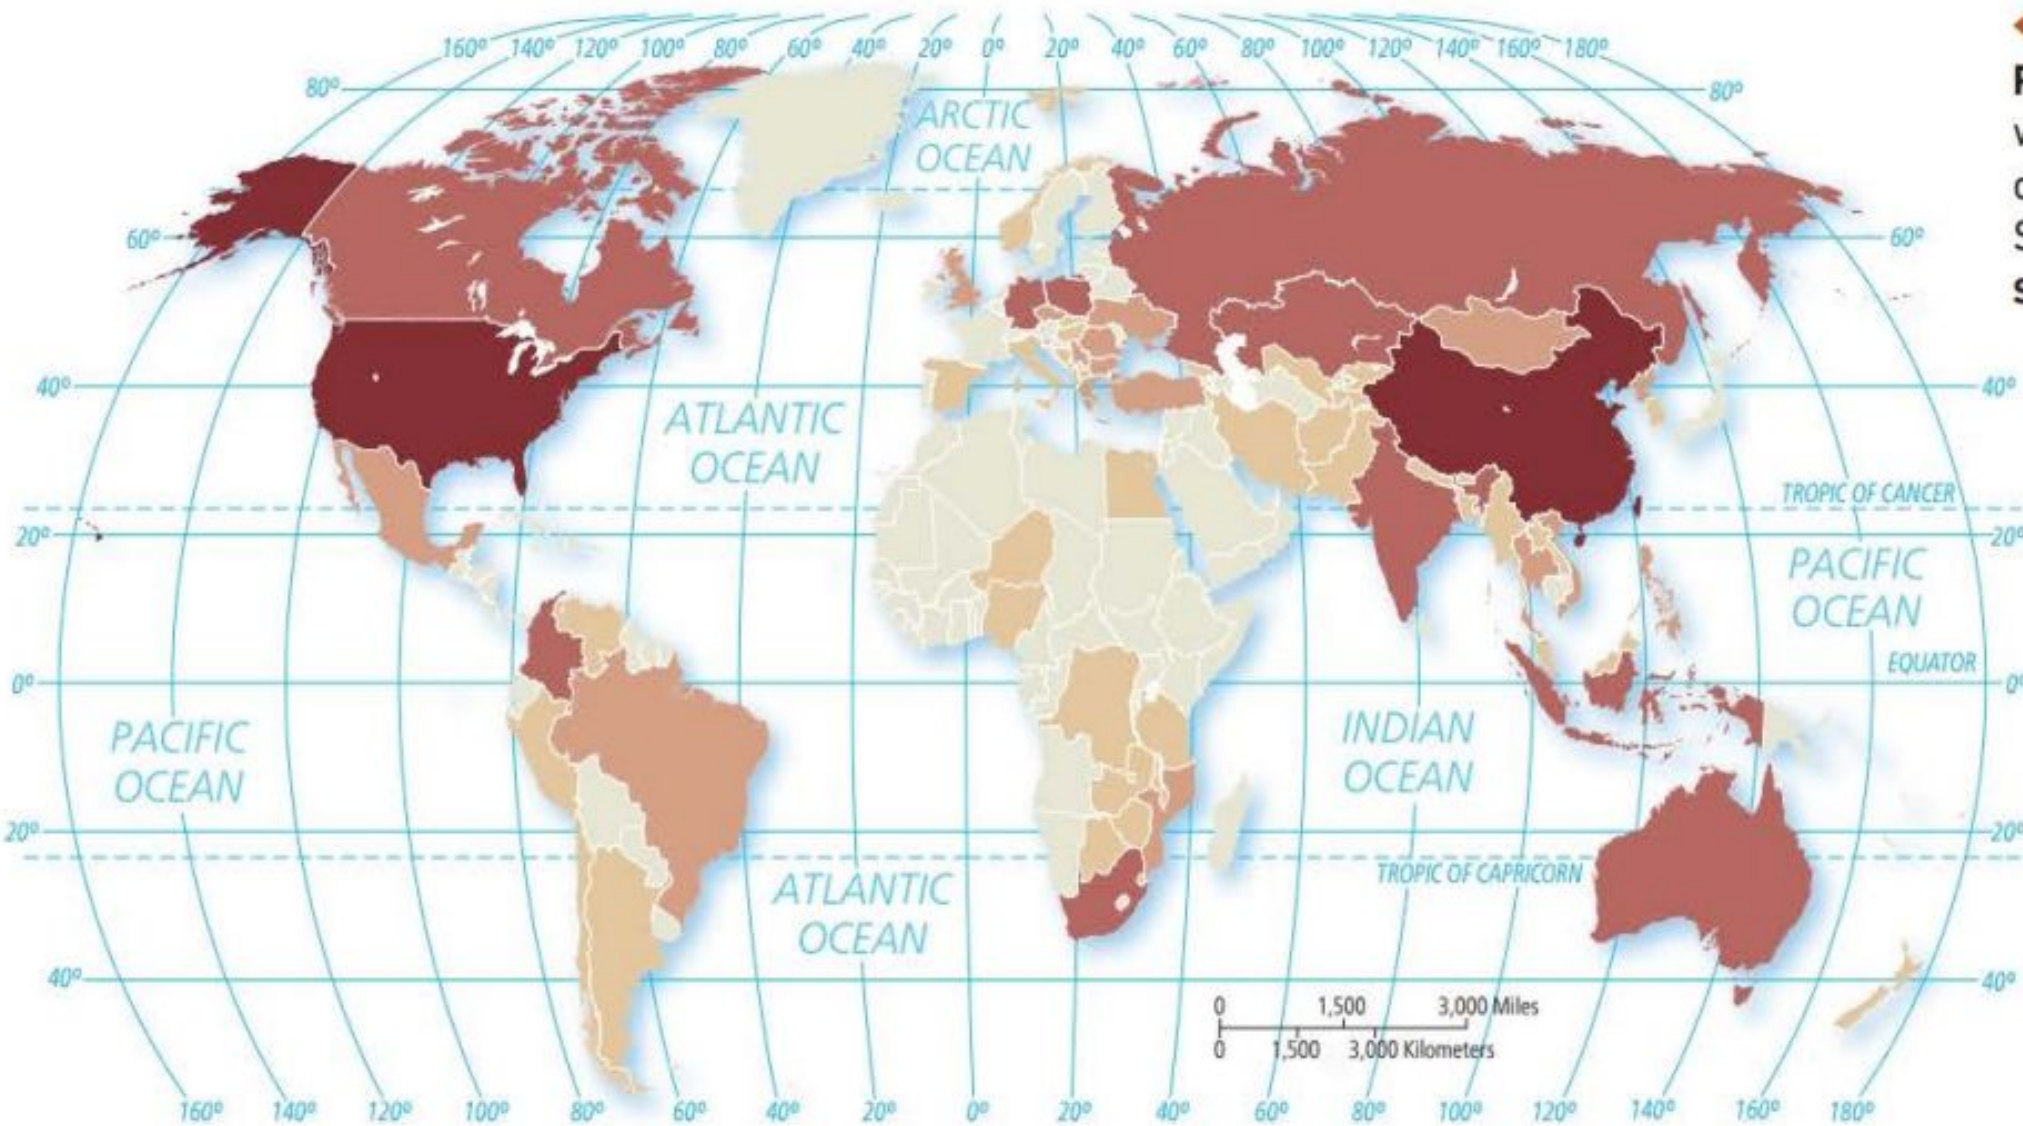 160° 140° 120° 100° 80° 60° 40° 20° 0° 20° 40° 60° 80° 100° 120° 140° 160° 180°
80°
80°
ARCTIC
OCEAN
60°
60°
40°
40°
ATLANTIC
OCEAN
TROPIC OF CANCER
20°
20°
PACIFIC
OCEAN
EQUATOR
0°
0°
PACIFIC
OCEAN
INDIAN
OCEAN
20°
20°
TROPIC OF CAPRICORN
ATLANTIC
OCEAN
40°
40°
0 1,500 3,000 Miles
0 1,500 3,000 Kilometers
160° 140° 120° 100° 80° 60° 40° 20° 0° 20° 40° 60° 80° 100° 120° 140° 160° 180°